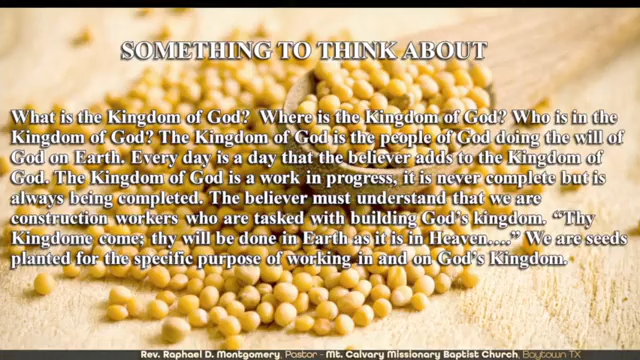 SOMETHING TO THINK ABOUT
What is the Kingdom of God?  Where is the Kingdom of God? Who is in the
Kingdom of God? The Kingdom of God is the people of God doing the will of
God on Earth. Every day is a day that the believer adds to the Kingdom of
God. The Kingdom of God is a work in progress, it is never complete but is
always being completed. The believer must understand that we are
construction workers who are tasked with building God's kingdom. “Thy
Kingdome come; thy will be done in Earth as it is in Heaven….” We are seeds
planted for the specific purpose of working in and on God's Kingdom.
Rev. Raphael D. Montgomery, Pastor - Mt. Calvary Missionary Baptist Church, Baytown TX